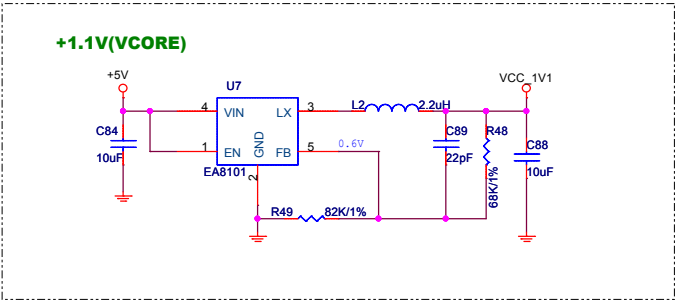 +1.1V(VCORE)
+5V
U7
VCC_1V1
4
VIN
LX
3
L2
2.2uH
C84
10uF
1
EN
GND
FB
5
0.6V
C89
22pF
R48
68K/1%
C88
10uF
EA8101
2
R49
82K/1%